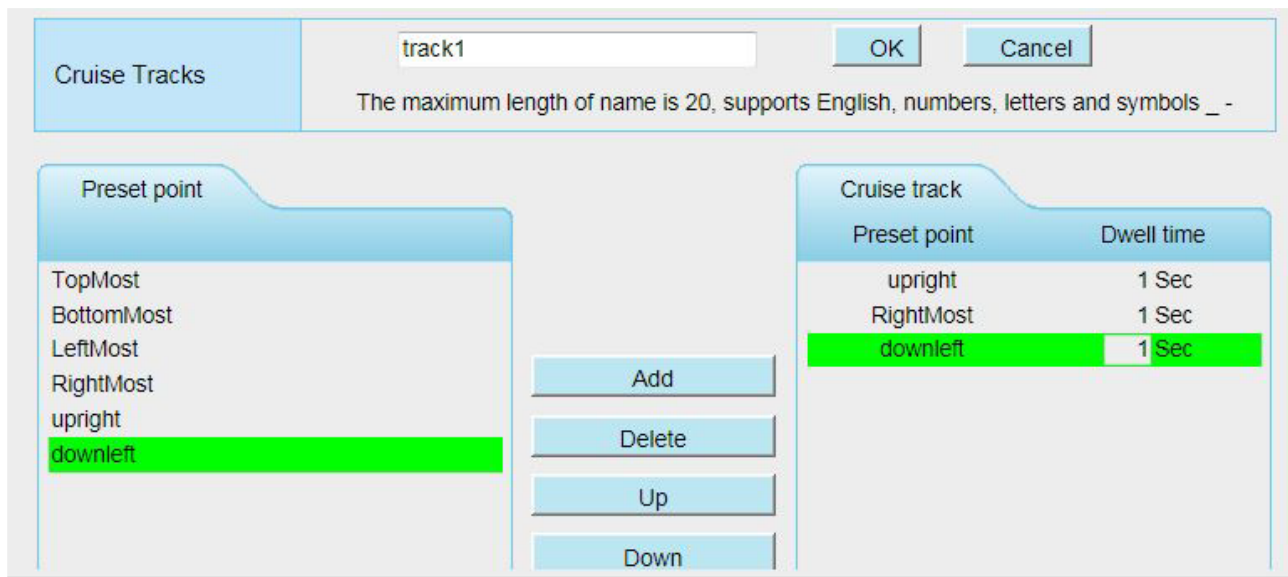 Cruise Tracks
track1
OK
Cancel
The maximum length of name is 20, supports English, numbers, letters and symbols _ -
Preset point
TopMost
BottomMost
LeftMost
RightMost
upright
downleft
Add
Delete
Up
Down
Cruise track
Preset point Dwell time
upright 1 Sec
RightMost 1 Sec
downleft 1 Sec